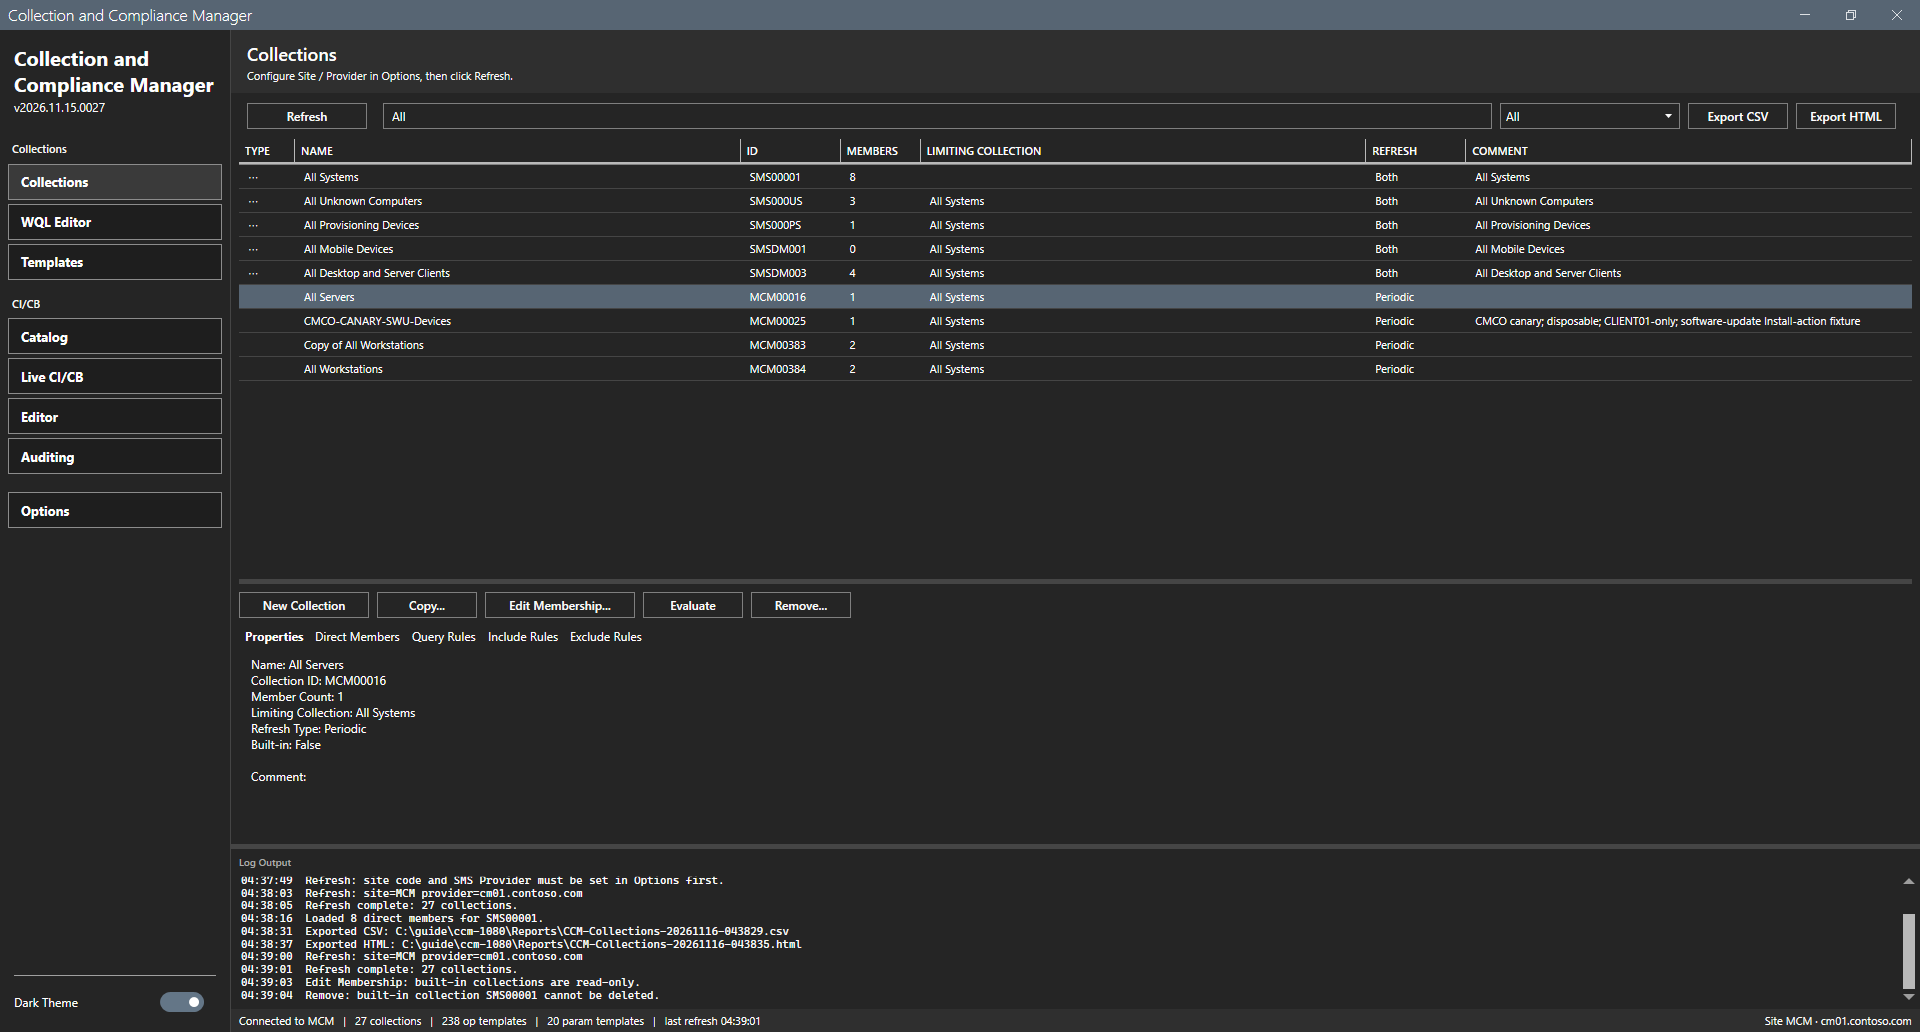 Collection and Compliance Manager
Collection and
Compliance Manager
v2026.11.15.0027
Collections
Collections
WQL Editor
Templates
CI/CB
Catalog
Live CI/CB
Editor
Auditing
Options
Dark Theme
Collections
Configure Site / Provider in Options, then click Refresh.
Refresh All All Export CSV Export HTML
TYPE NAME ID MEMBERS LIMITING COLLECTION REFRESH COMMENT
... All Systems SMS00001 8 Both All Systems
... All Unknown Computers SMS000US 3 All Systems Both All Unknown Computers
... All Provisioning Devices SMS000PS 1 All Systems Both All Provisioning Devices
... All Mobile Devices SMSDM001 0 All Systems Both All Mobile Devices
... All Desktop and Server Clients SMSDM003 4 All Systems Both All Desktop and Server Clients
All Servers MCM00016 1 All Systems Periodic
CMCO-CANARY-SWU-Devices MCM00025 1 All Systems Periodic CMCO canary; disposable; CLIENT01-only; software-update Install-action fixture
Copy of All Workstations MCM00383 2 All Systems Periodic
All Workstations MCM00384 2 All Systems Periodic
New Collection Copy... Edit Membership... Evaluate Remove...
Properties Direct Members Query Rules Include Rules Exclude Rules
Name: All Servers
Collection ID: MCM00016
Member Count: 1
Limiting Collection: All Systems
Refresh Type: Periodic
Built-in: False
Comment:
Log Output
04:37:49 Refresh: site code and SMS Provider must be set in Options first.
04:38:03 Refresh: site=MCM provider=cm01.contoso.com
04:38:05 Refresh complete: 27 collections.
04:38:16 Loaded 8 direct members for SMS00001.
04:38:31 Exported CSV: C:\guide\ccm-1080\Reports\CCM-Collections-20261116-043829.csv
04:38:37 Exported HTML: C:\guide\ccm-1080\Reports\CCM-Collections-20261116-043835.html
04:39:00 Refresh: site=MCM provider=cm01.contoso.com
04:39:01 Refresh complete: 27 collections.
04:39:03 Edit Membership: built-in collections are read-only.
04:39:04 Remove: built-in collection SMS00001 cannot be deleted.
Connected to MCM | 27 collections | 238 op templates | 20 param templates | last refresh 04:39:01 Site MCM · cm01.contoso.com